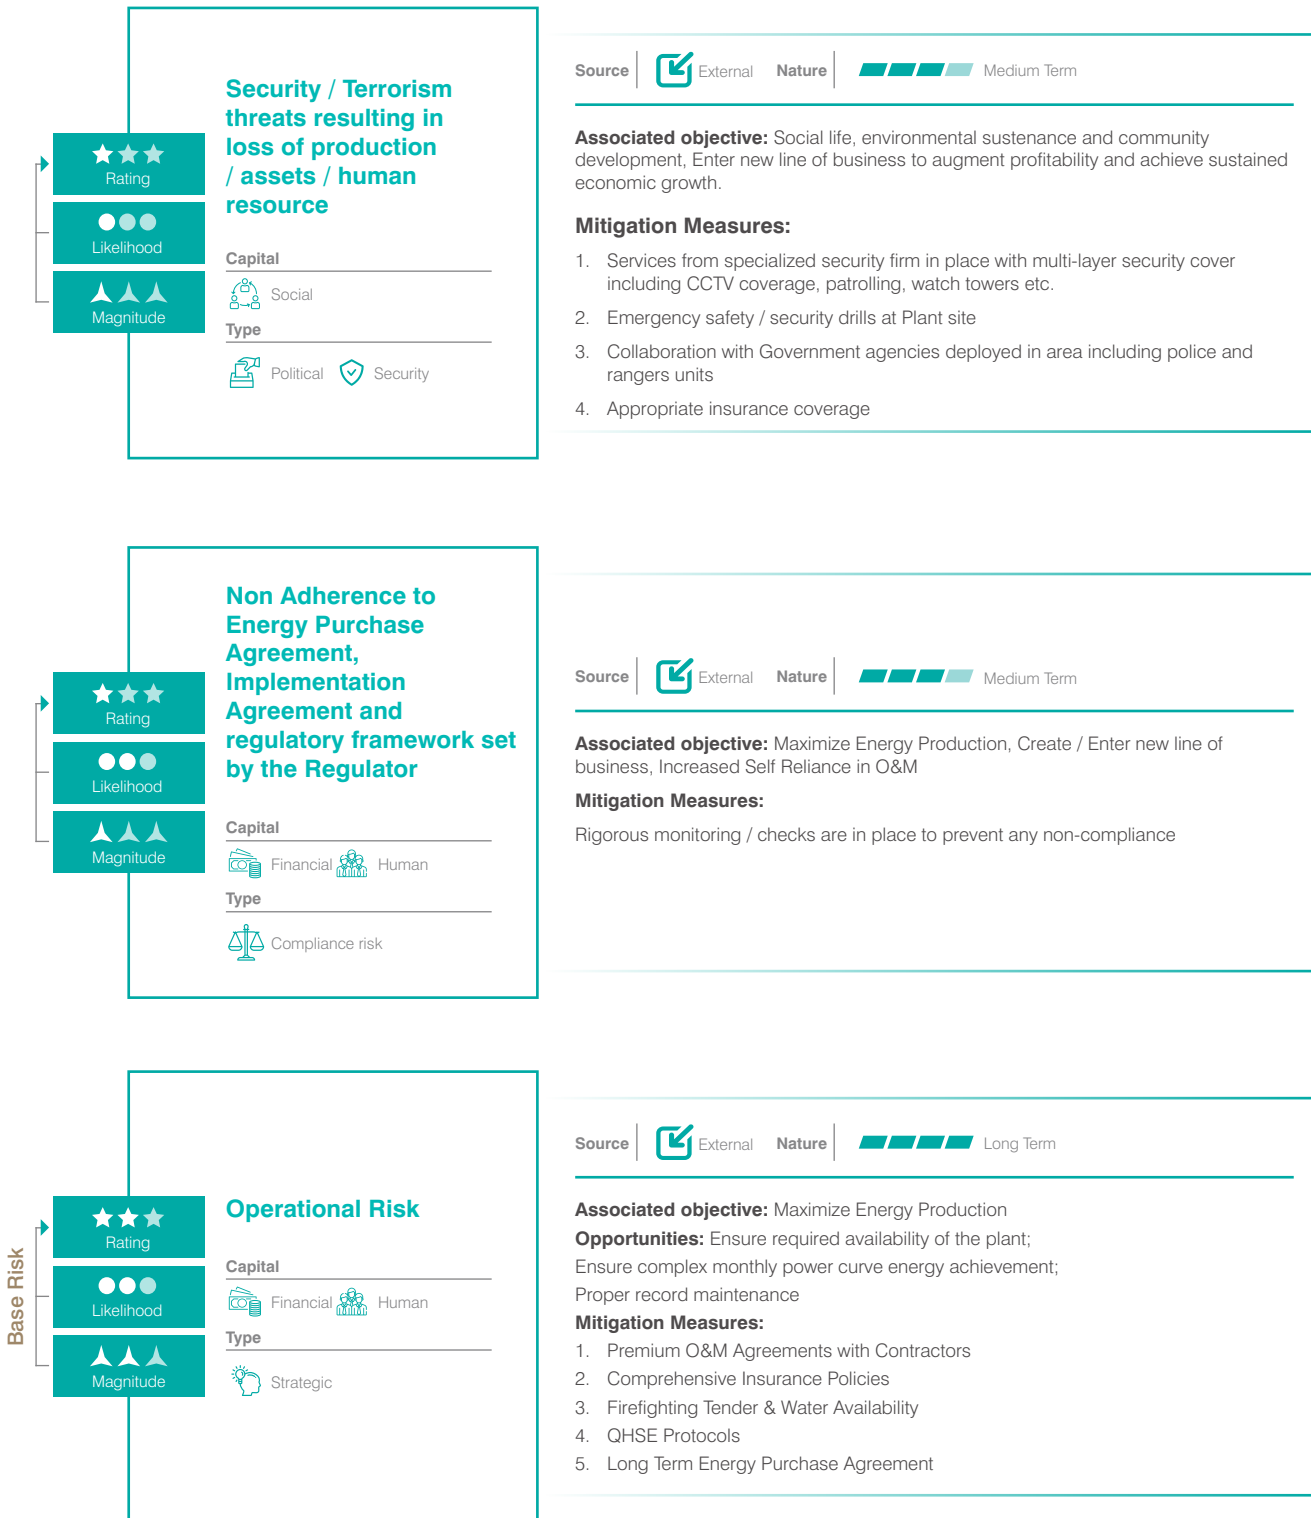 Security / Terrorism
threats resulting in
loss of production
/ assets / human
resource
Rating
Likelihood
Magnitude
Capital
Social
Type
Political Security
Source External Nature Medium Term
Associated objective: Social life, environmental sustenance and community
development, Enter new line of business to augment profitability and achieve sustained
economic growth.
Mitigation Measures:
1. Services from specialized security firm in place with multi-layer security cover
including CCTV coverage, patrolling, watch towers etc.
2. Emergency safety / security drills at Plant site
3. Collaboration with Government agencies deployed in area including police and
rangers units
4. Appropriate insurance coverage
Non Adherence to
Energy Purchase
Agreement,
Implementation
Agreement and
regulatory framework set
by the Regulator
Rating
Likelihood
Magnitude
Capital
Financial Human
Type
Compliance risk
Source External Nature Medium Term
Associated objective: Maximize Energy Production, Create / Enter new line of
business, Increased Self Reliance in O&M
Mitigation Measures:
Rigorous monitoring / checks are in place to prevent any non-compliance
Base Risk
Operational Risk
Rating
Likelihood
Magnitude
Capital
Financial Human
Type
Strategic
Source External Nature Long Term
Associated objective: Maximize Energy Production
Opportunities: Ensure required availability of the plant;
Ensure complex monthly power curve energy achievement;
Proper record maintenance
Mitigation Measures:
1. Premium O&M Agreements with Contractors
2. Comprehensive Insurance Policies
3. Firefighting Tender & Water Availability
4. QHSE Protocols
5. Long Term Energy Purchase Agreement